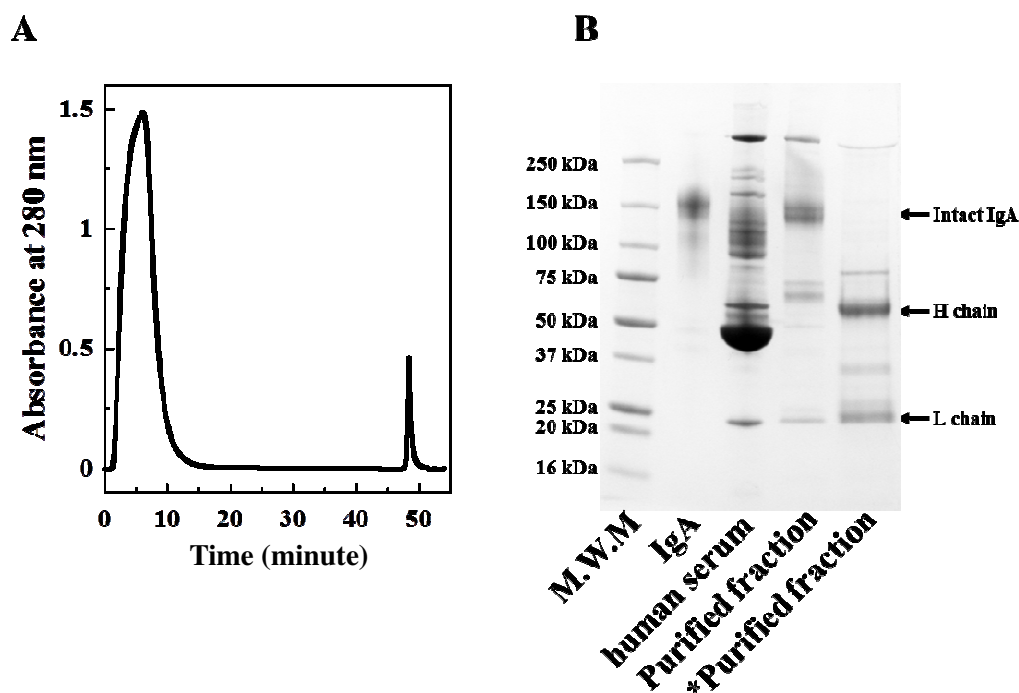 A
B
Absorbance at 280 nm
1.5
1
0.5
0
0
10
20
30
40
50
Time (minute)
250 kDa
150 kDa
100 kDa
75 kDa
50 kDa
37 kDa
25 kDa
20 kDa
16 kDa
Intact IgA
H chain
L chain
M.W.M
IgA
human serum
Purified fraction
*Purified fraction